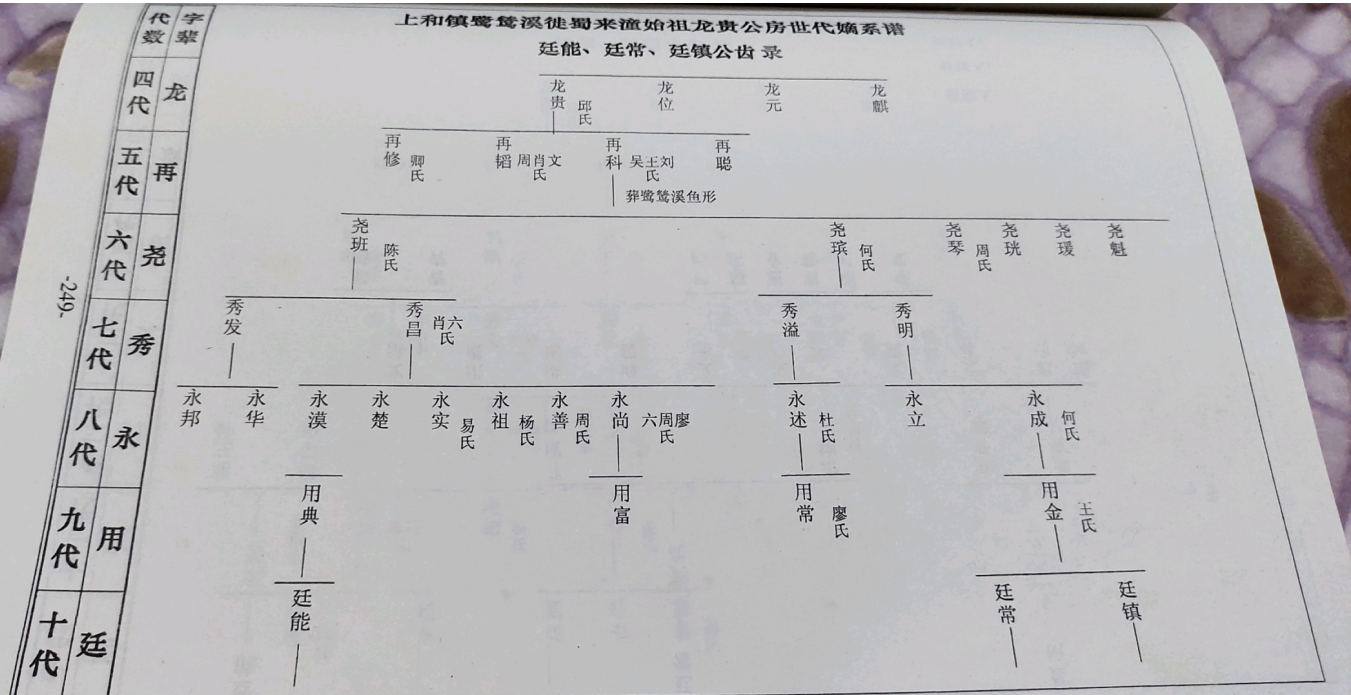 上和镇鹭鸶溪徙蜀来潼始祖龙贵公房世代嫡系谱
廷能、廷常、廷镇公齿录
代数 字辈
四代 龙
龙贵 邱氏 龙位 龙元 龙麒
五代 再
再修 卿氏 再韬 周肖文氏 再科 吴王刘氏 再聪
葬鹭鸶溪鱼形
六代 尧
尧班 陈氏 尧瑸 何氏 尧琴 周氏 尧珖 尧瑗 尧魁
七代 秀
秀发 秀昌 肖六氏 秀溢 秀明
八代 永
永邦 永华 永漠 永楚 永实 易氏 永祖 杨氏 永善 周氏 永尚 六周廖氏 永述 杜氏 永立 永成 何氏
九代 用
用典 用富 用常 廖氏 用金 王氏
十代 廷
廷能 廷常 廷镇
-249-